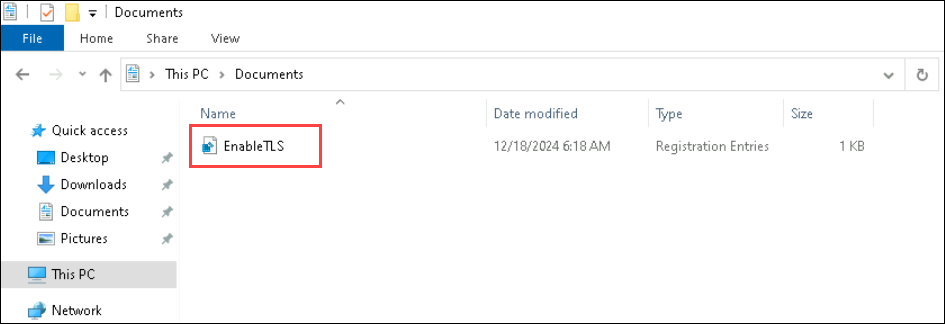 Documents
File Home Share View
This PC > Documents
Name Date modified Type Size
Quick access
EnableTLS 12/18/2024 6:18 AM Registration Entries 1 KB
Desktop
Downloads
Documents
Pictures
This PC
Network